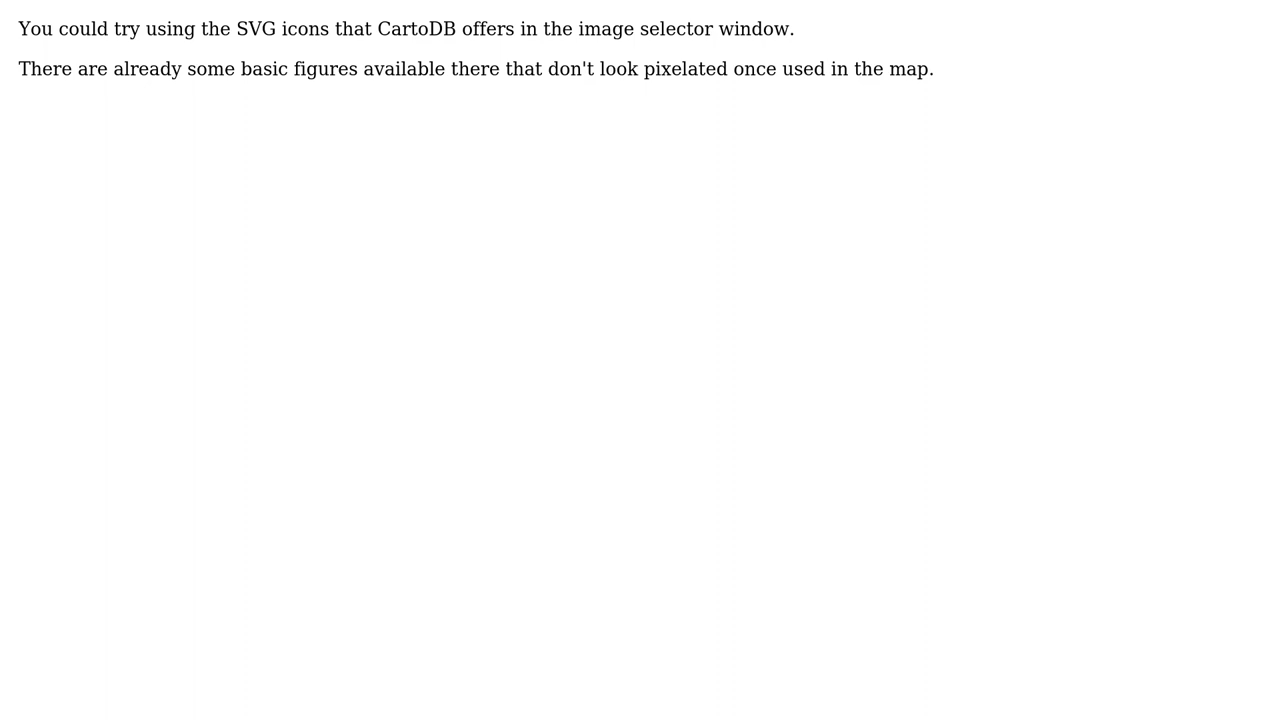 You could try using the SVG icons that CartoDB offers in the image selector window.
There are already some basic figures available there that don't look pixelated once used in the map.